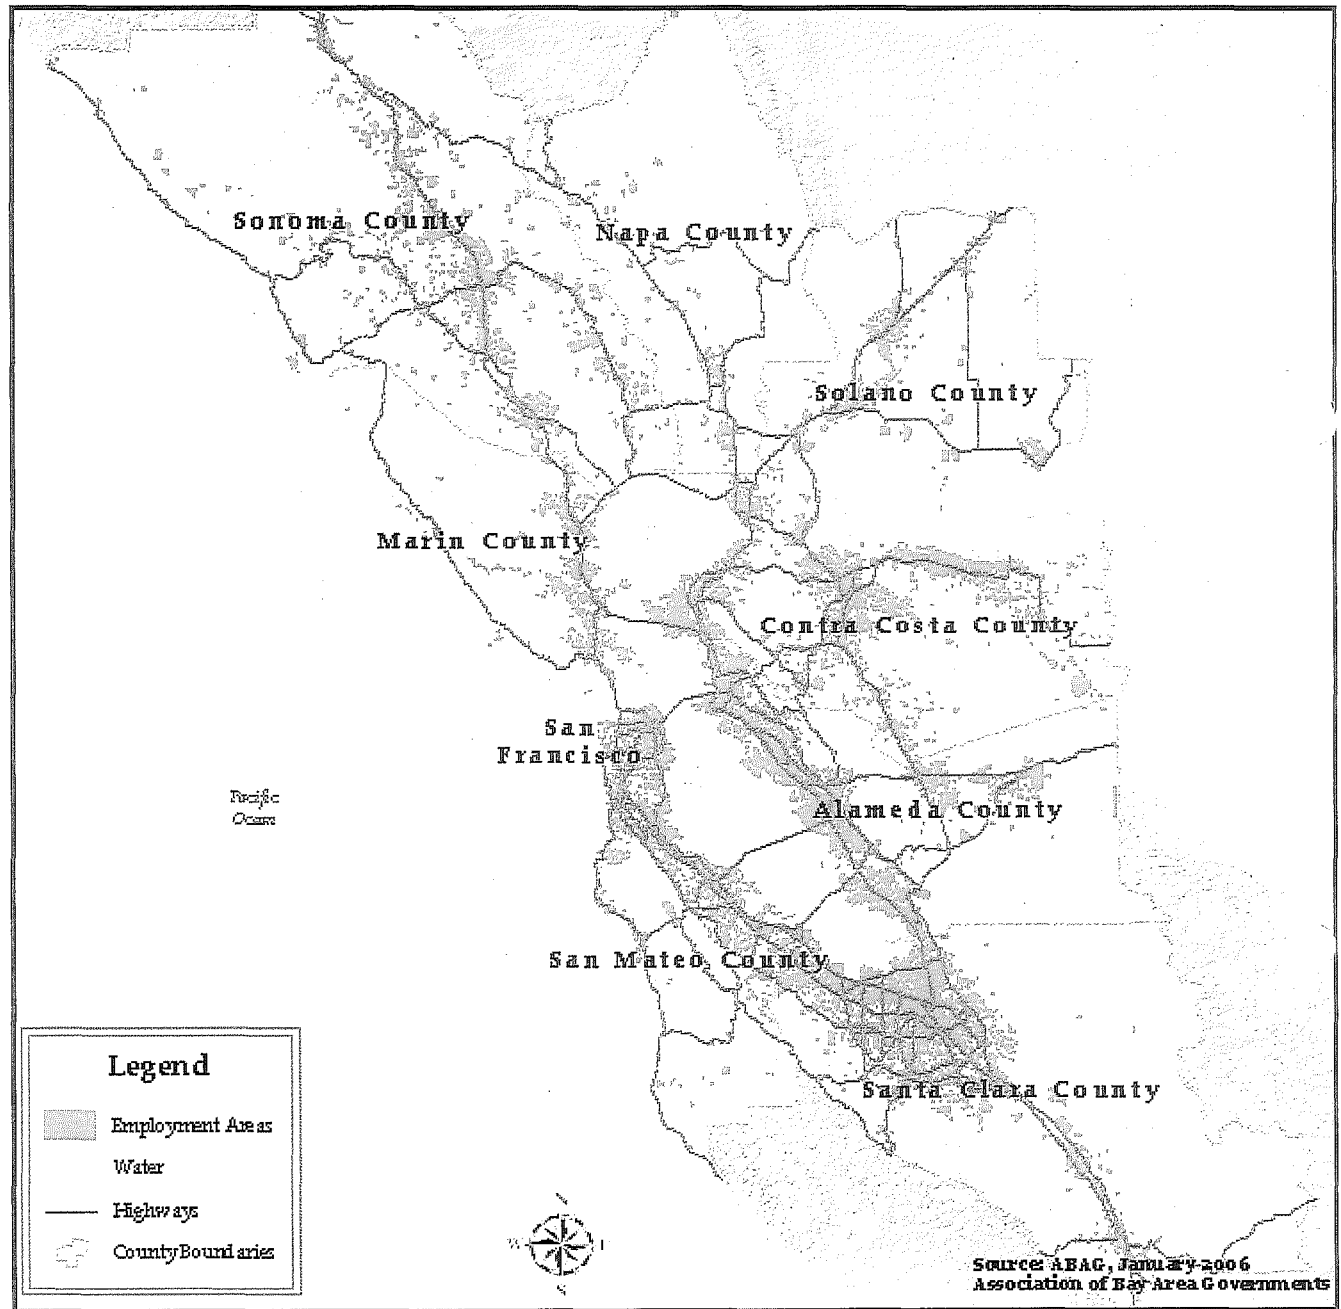 Sonoma County
Napa County
Solano County
Marin County
Contra Costa County
San
Francisco
Pacific
Ocean
Alameda County
San Mateo County
Santa Clara County
Legend
Employment Areas
Water
Highways
County Boundaries
Source: ABAG, January-2006
Association of Bay Area Governments